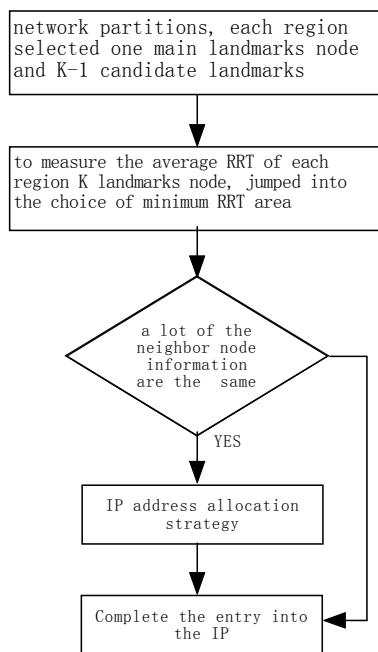 network partitions, each region
selected one main landmarks node
and K-1 candidate landmarks
to measure the average RRT of each
region K landmarks node, jumped into
the choice of minimum RRT area
a lot of the
neighbor node
information
are the same
YES
IP address allocation
strategy
Complete the entry into
the IP